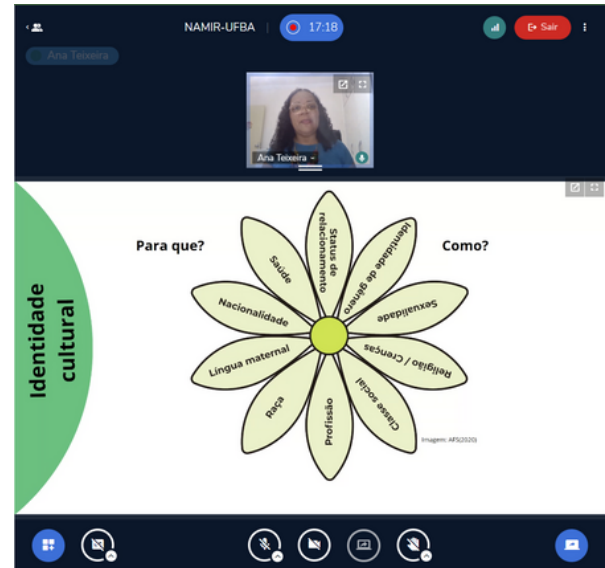 NAMIR-UFBA
17:18
Sair
Ana Teixeira
Ana Teixeira
Identidade
cultural
Para que?
Como?
Status de
relacionamento
Identidade de gênero
Sexualidade
Religião / Crenças
Classe social
Profissão
Raça
Língua maternal
Nacionalidade
Saúde
Imagem: AFS(2020)